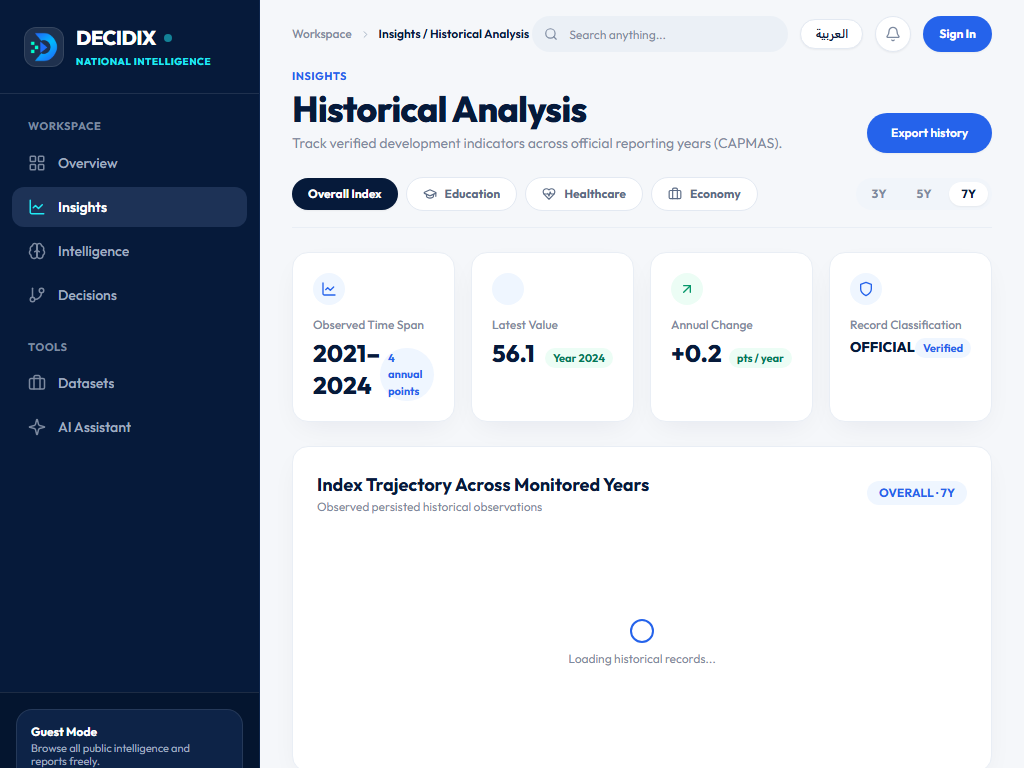 DECIDIX
NATIONAL INTELLIGENCE
WORKSPACE
Overview
Insights
Intelligence
Decisions
TOOLS
Datasets
AI Assistant
Guest Mode
Browse all public intelligence and
reports freely.
Workspace > Insights / Historical Analysis
Search anything...
العربية
Sign In
INSIGHTS
Historical Analysis
Track verified development indicators across official reporting years (CAPMAS).
Export history
Overall Index
Education
Healthcare
Economy
3Y
5Y
7Y
Observed Time Span
2021–
2024
4
annual
points
Latest Value
56.1
Year 2024
Annual Change
+0.2
pts / year
Record Classification
OFFICIAL
Verified
Index Trajectory Across Monitored Years
Observed persisted historical observations
OVERALL · 7Y
Loading historical records...